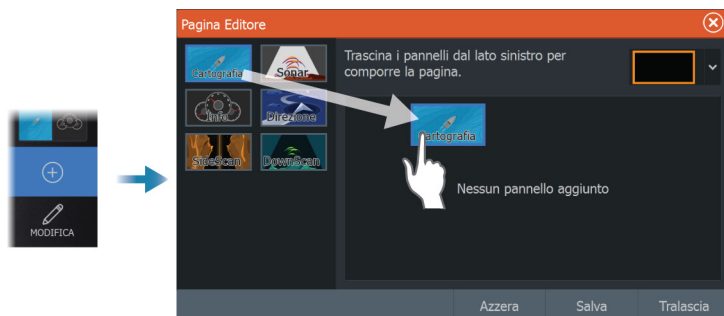 Pagina Editore
Cartografia
Sonar
Info
Direzione
SideScan
DownScan
Trascina i pannelli dal lato sinistro per
comporre la pagina.
Cartografia
Nessun pannello aggiunto
MODIFICA
Azzera
Salva
Tralascia